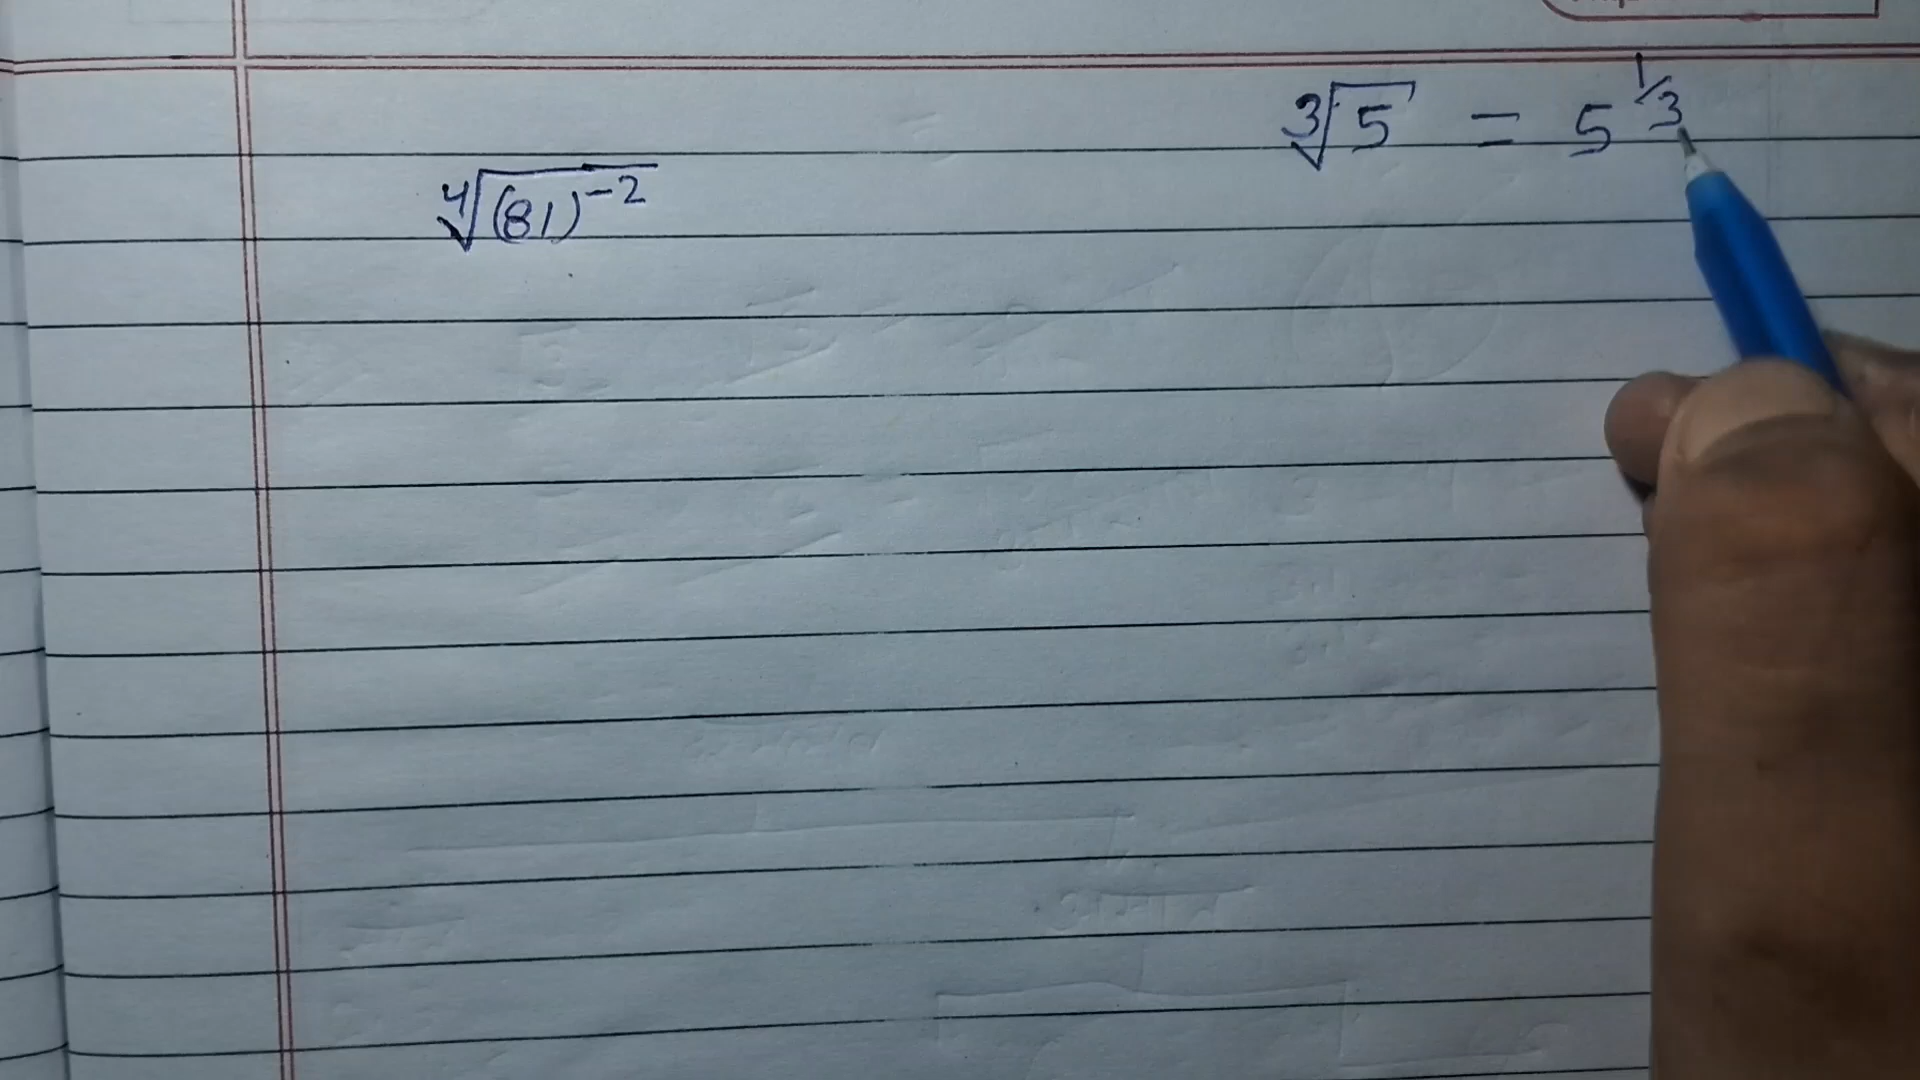 ∛5 = 5^{1/3}
∜(81)^{-2}